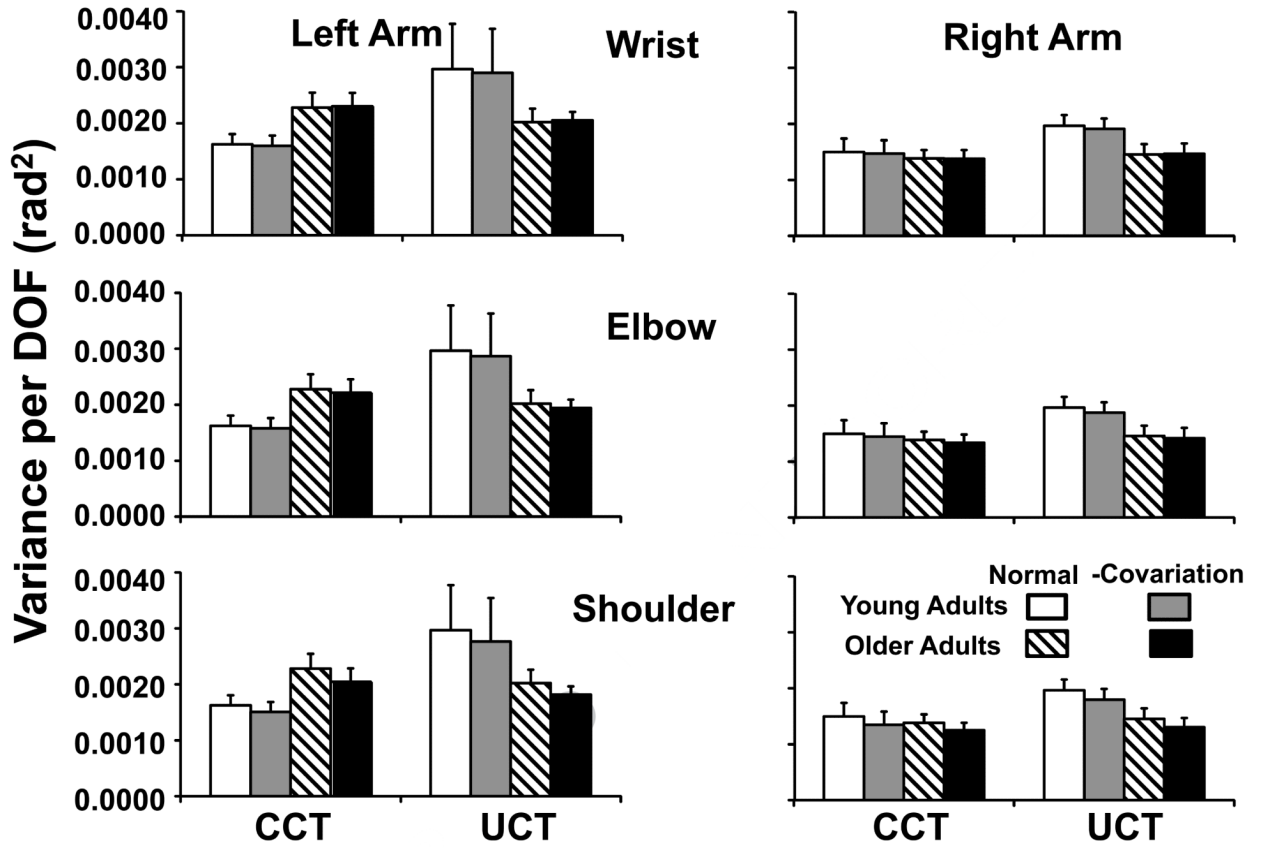 Variance per DOF (rad²)
Left Arm
Wrist
Right Arm
0.0040
0.0030
0.0020
0.0010
0.0000
Elbow
0.0040
0.0030
0.0020
0.0010
0.0000
Shoulder
0.0040
0.0030
0.0020
0.0010
0.0000
Normal -Covariation
Young Adults
Older Adults
CCT UCT CCT UCT